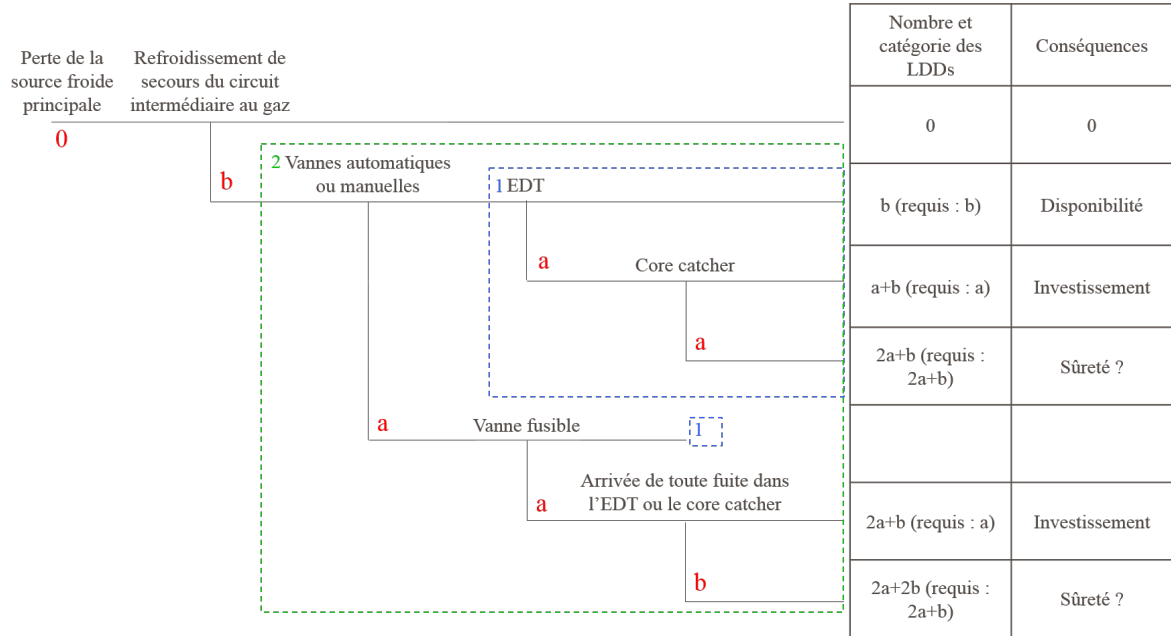 Nombre et
catégorie des
LDDs
Conséquences
Perte de la
source froide
principale
Refroidissement de
secours du circuit
intermédiaire au gaz
0
0
0
b
2 Vannes automatiques
ou manuelles
1 EDT
b (requis : b)
Disponibilité
a
Core catcher
a+b (requis : a)
Investissement
a
2a+b (requis :
2a+b)
Sûreté ?
a
Vanne fusible
1
a
Arrivée de toute fuite dans
l'EDT ou le core catcher
2a+b (requis : a)
Investissement
b
2a+2b (requis :
2a+b)
Sûreté ?